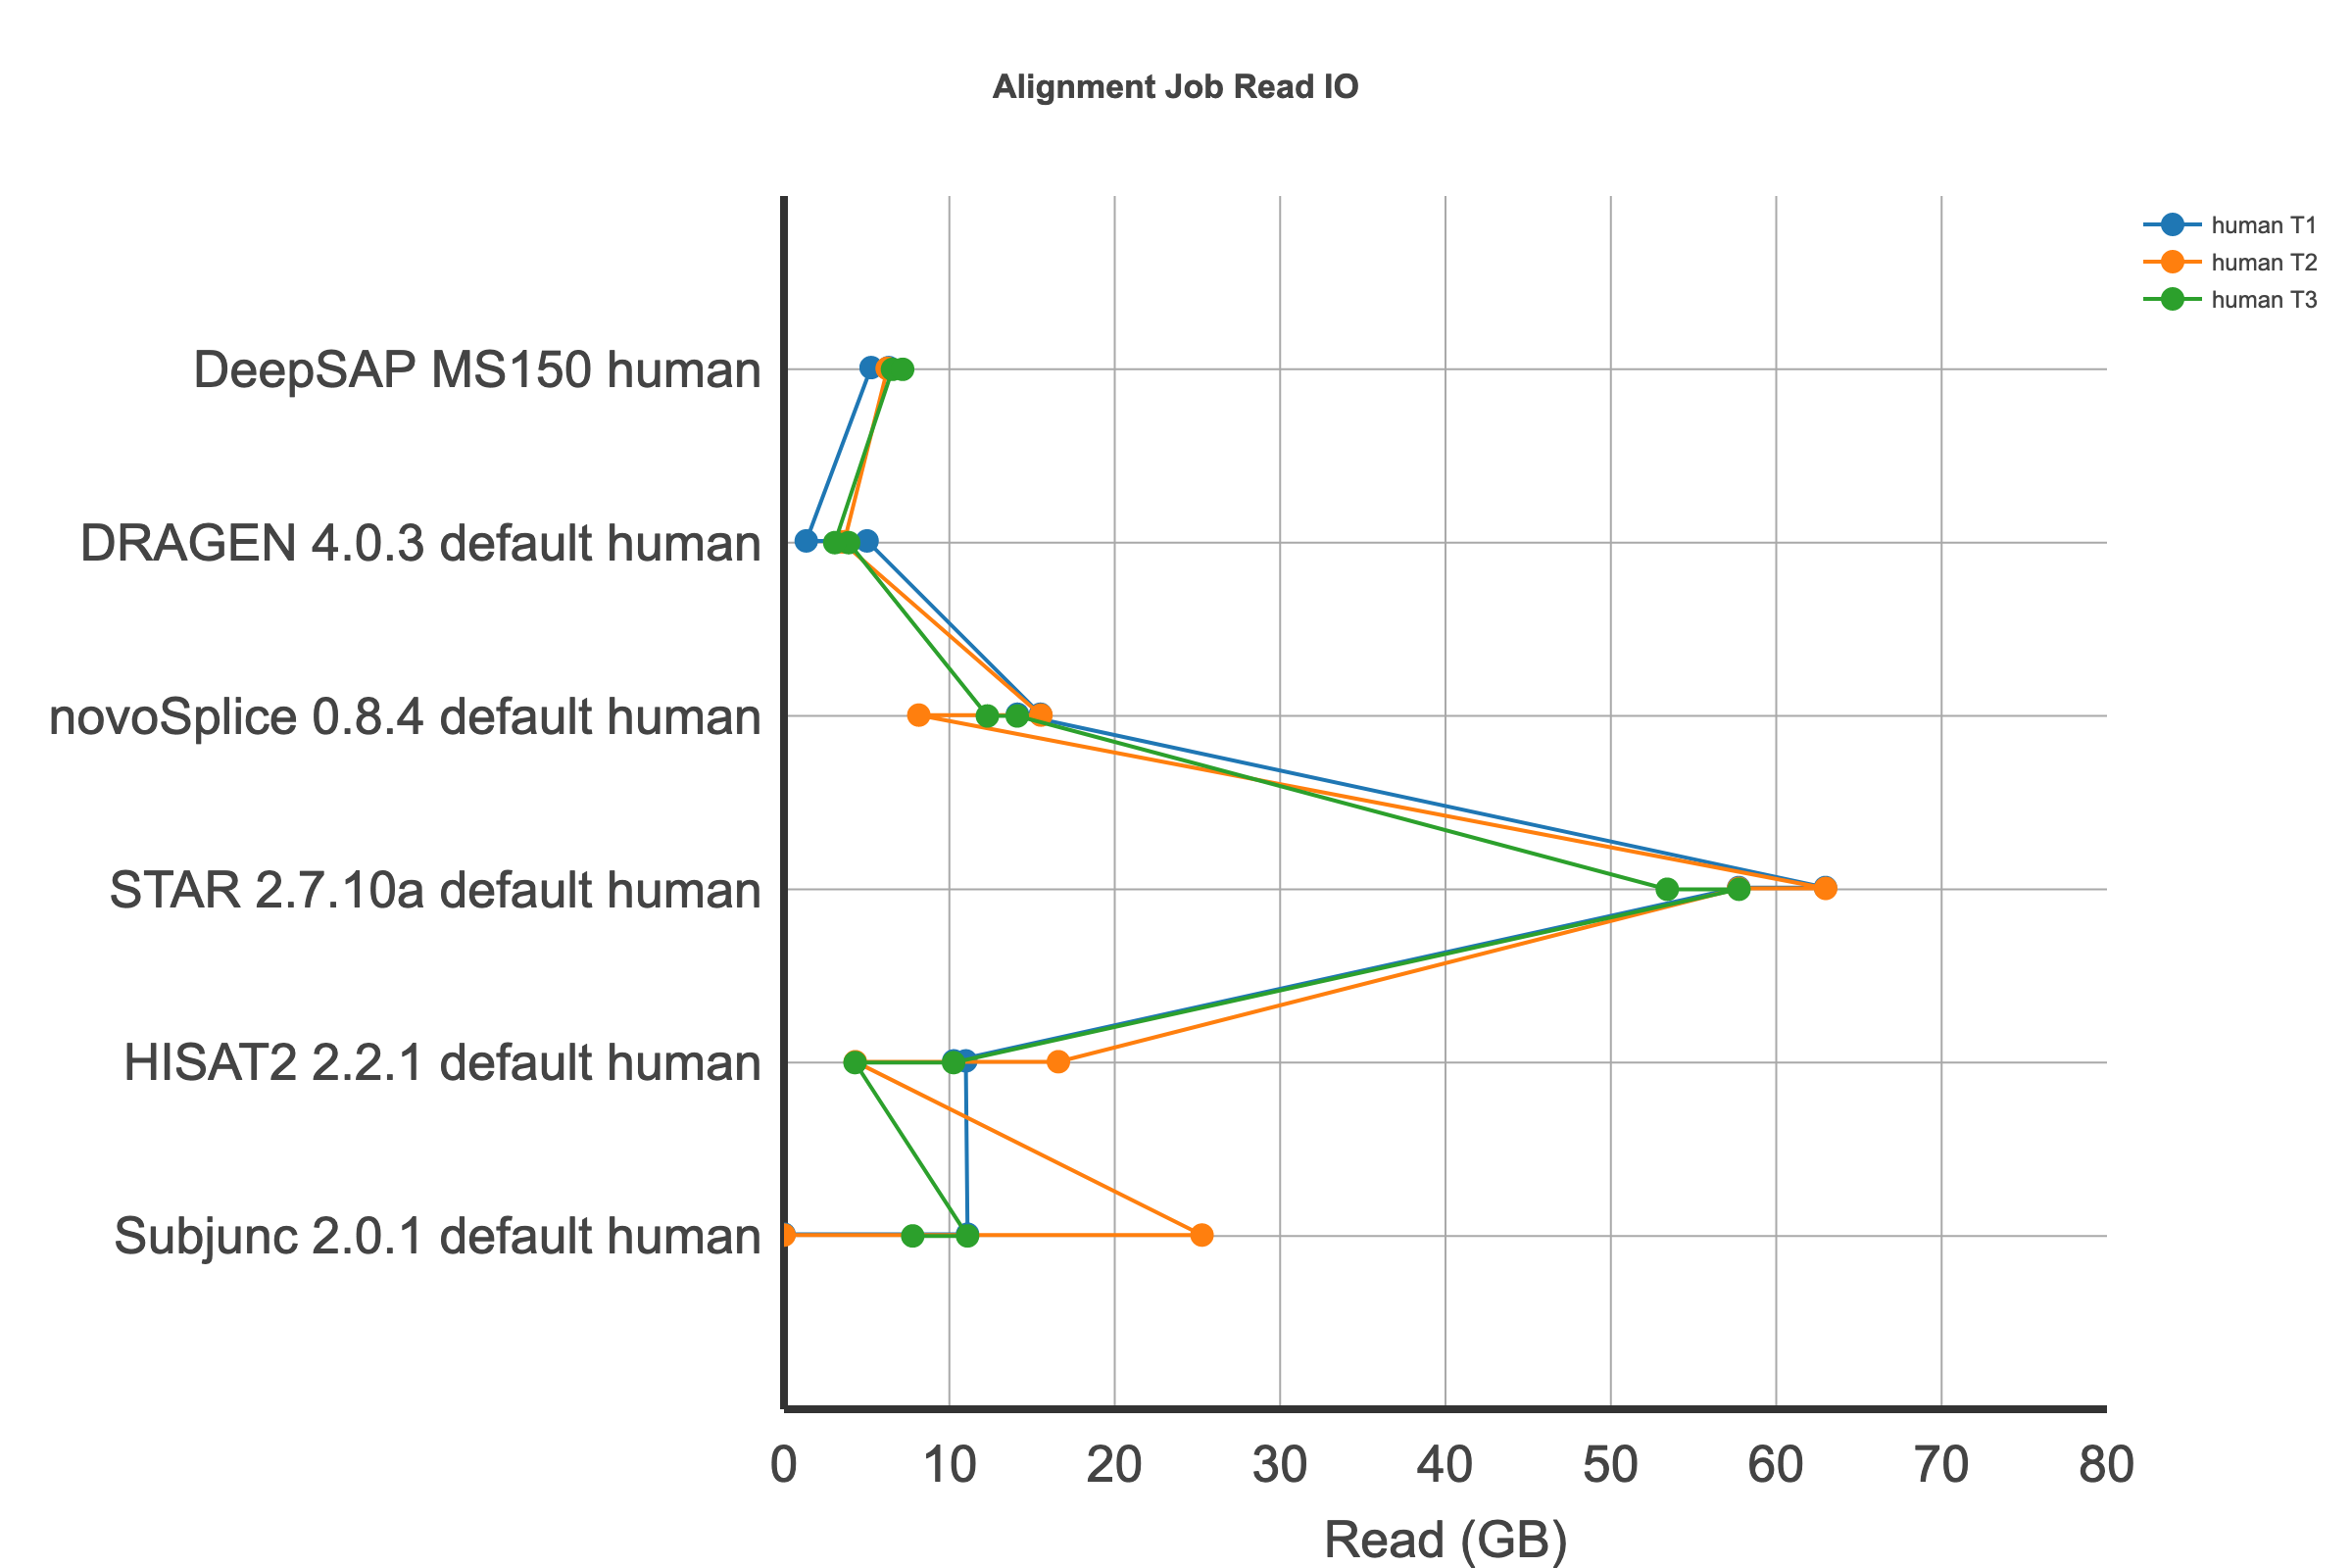 Alignment Job Read IO
human T1
human T2
human T3
DeepSAP MS150 human
DRAGEN 4.0.3 default human
novoSplice 0.8.4 default human
STAR 2.7.10a default human
HISAT2 2.2.1 default human
Subjunc 2.0.1 default human
0 10 20 30 40 50 60 70 80
Read (GB)